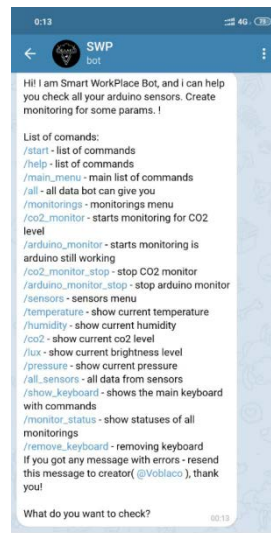 0:13
4G
SWP
bot
Hi! I am Smart WorkPlace Bot, and i can help
you check all your arduino sensors. Create
monitoring for some params. !
List of comands:
/start - list of commands
/help - list of commands
/main_menu - main list of commands
/all - all data bot can give you
/monitorings - monitorings menu
/co2_monitor - starts monitoring for CO2
level
/arduino_monitor - starts monitoring is
arduino still working
/co2_monitor_stop - stop CO2 monitor
/arduino_monitor_stop - stop arduino monitor
/sensors - sensors menu
/temperature - show current temperature
/humidity - show current humidity
/co2 - show current co2 level
/lux - show current brightness level
/pressure - show current pressure
/all_sensors - all data from sensors
/show_keyboard - shows the main keyboard
with commands
/monitor_status - show statuses of all
monitorings
/remove_keyboard - removing keyboard
If you got any message with errors - resend
this message to creator( @Voblaco ), thank
you!
What do you want to check?
00:13